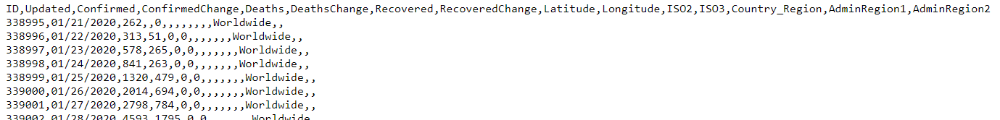 ID,Updated,Confirmed,ConfirmedChange,Deaths,DeathsChange,Recovered,RecoveredChange,Latitude,Longitude,ISO2,ISO3,Country_Region,AdminRegion1,AdminRegion2
338995,01/21/2020,262,,0,,,,,,,,Worldwide,,
338996,01/22/2020,313,51,0,0,,,,,,,Worldwide,,
338997,01/23/2020,578,265,0,0,,,,,,,Worldwide,,
338998,01/24/2020,841,263,0,0,,,,,,,Worldwide,,
338999,01/25/2020,1320,479,0,0,,,,,,,Worldwide,,
339000,01/26/2020,2014,694,0,0,,,,,,,Worldwide,,
339001,01/27/2020,2798,784,0,0,,,,,,,Worldwide,,
339002,01/28/2020,4593,1795,0,0,,,,,,,Worldwide,,